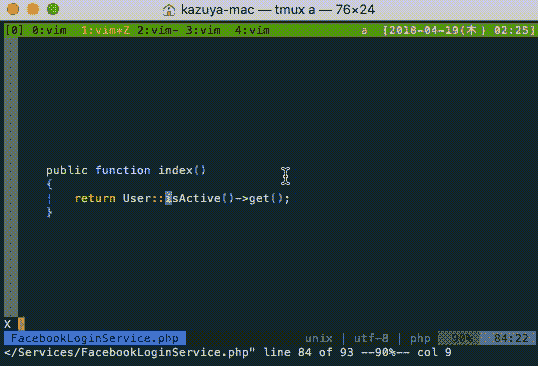 kazuya-mac — tmux a — 76×24
[0] 0:vim 1:vim*Z 2:vim- 3:vim 4:vim a [2018-04-19(木) 02:25]
public function index()
{
return User::isActive()->get();
}
X
FacebookLoginService.php unix | utf-8 | php 90% 84:22
</Services/FacebookLoginService.php" line 84 of 93 --90%-- col 9